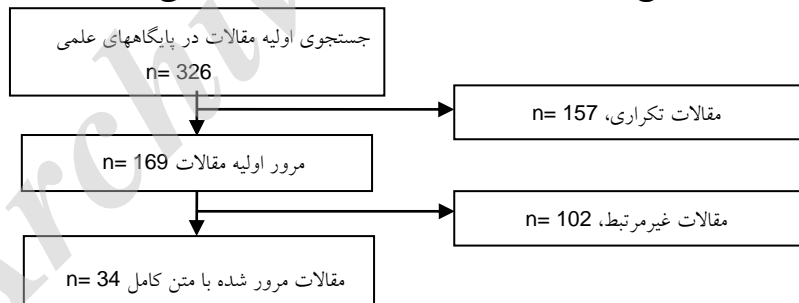 جستجوی اولیه مقالات در پایگاههای علمی
n= 326
مقالات تکراری، n= 157
مرور اولیه مقالات n= 169
مقالات غیرمرتبط، n= 102
مقالات مرور شده با متن کامل n= 34